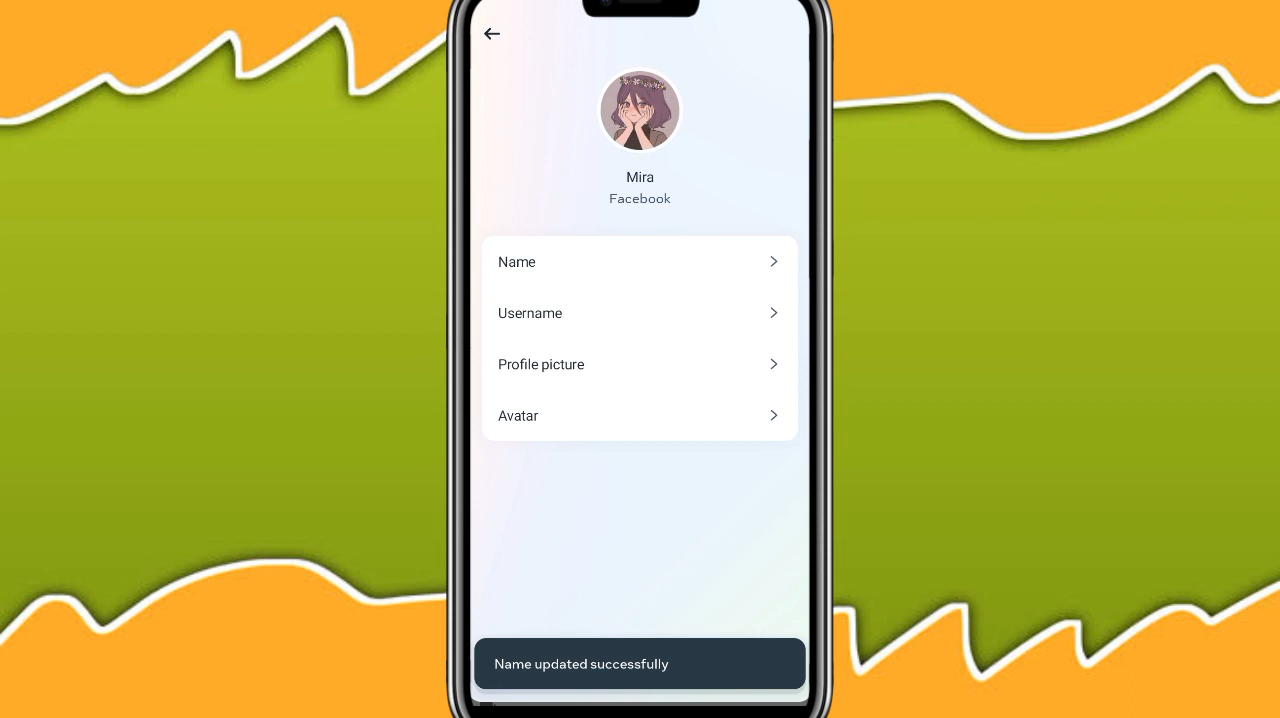 Mira
Facebook
Name
Username
Profile picture
Avatar
Name updated successfully